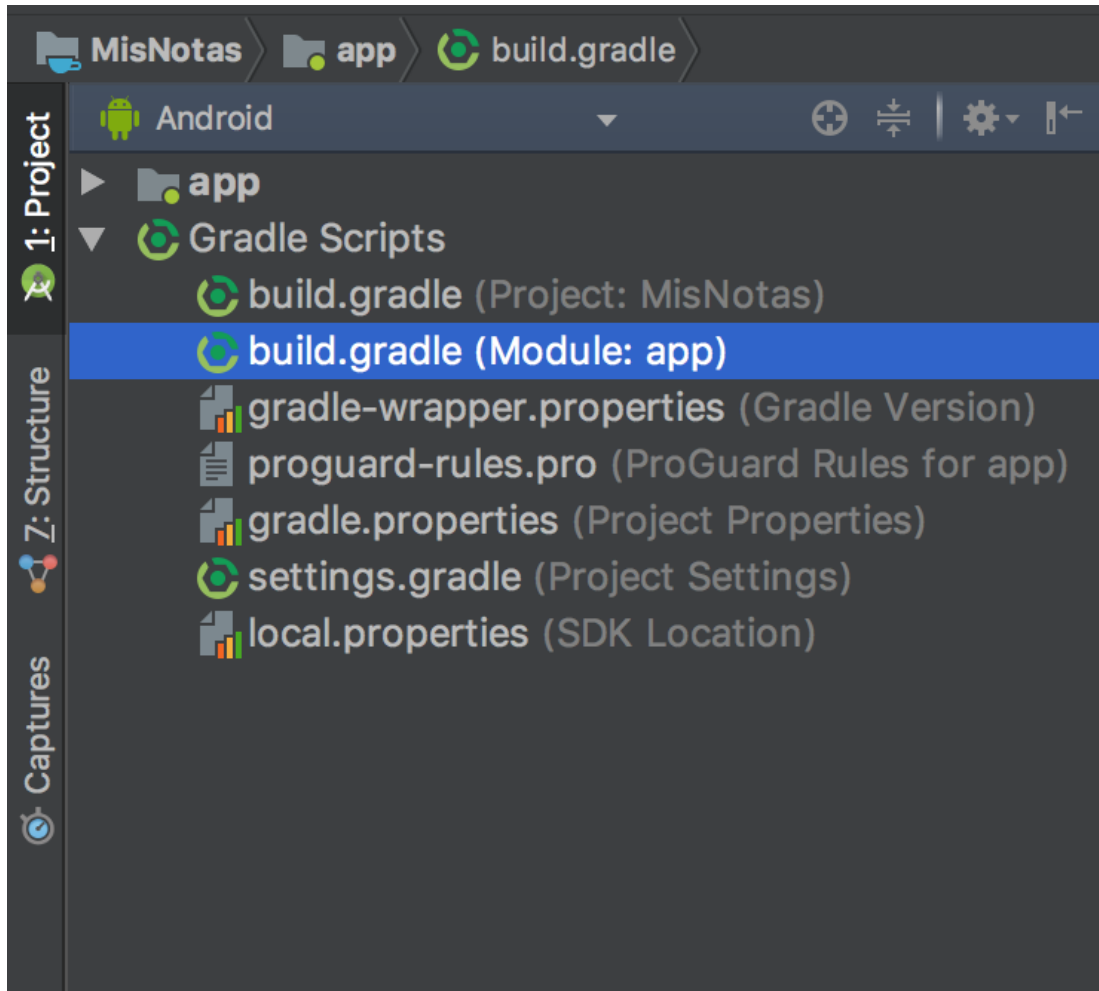 MisNotas app build.gradle
Android
1: Project
app
Gradle Scripts
build.gradle (Project: MisNotas)
build.gradle (Module: app)
gradle-wrapper.properties (Gradle Version)
proguard-rules.pro (ProGuard Rules for app)
gradle.properties (Project Properties)
settings.gradle (Project Settings)
local.properties (SDK Location)
7: Structure
Captures